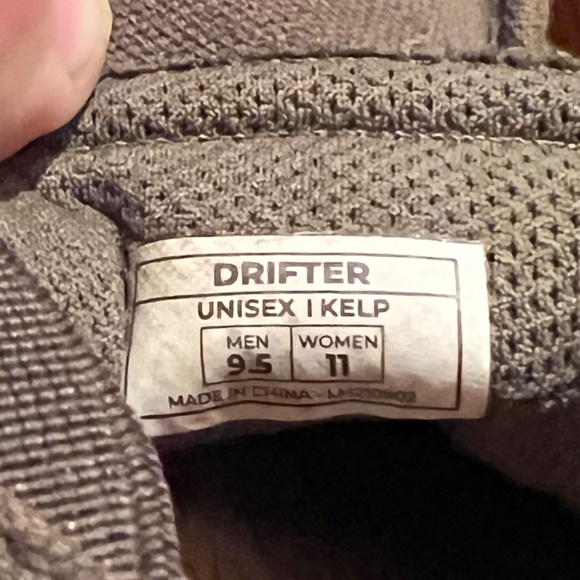 DRIFTER
UNISEX | KELP
MEN WOMEN
9.5 11
MADE IN CHINA -